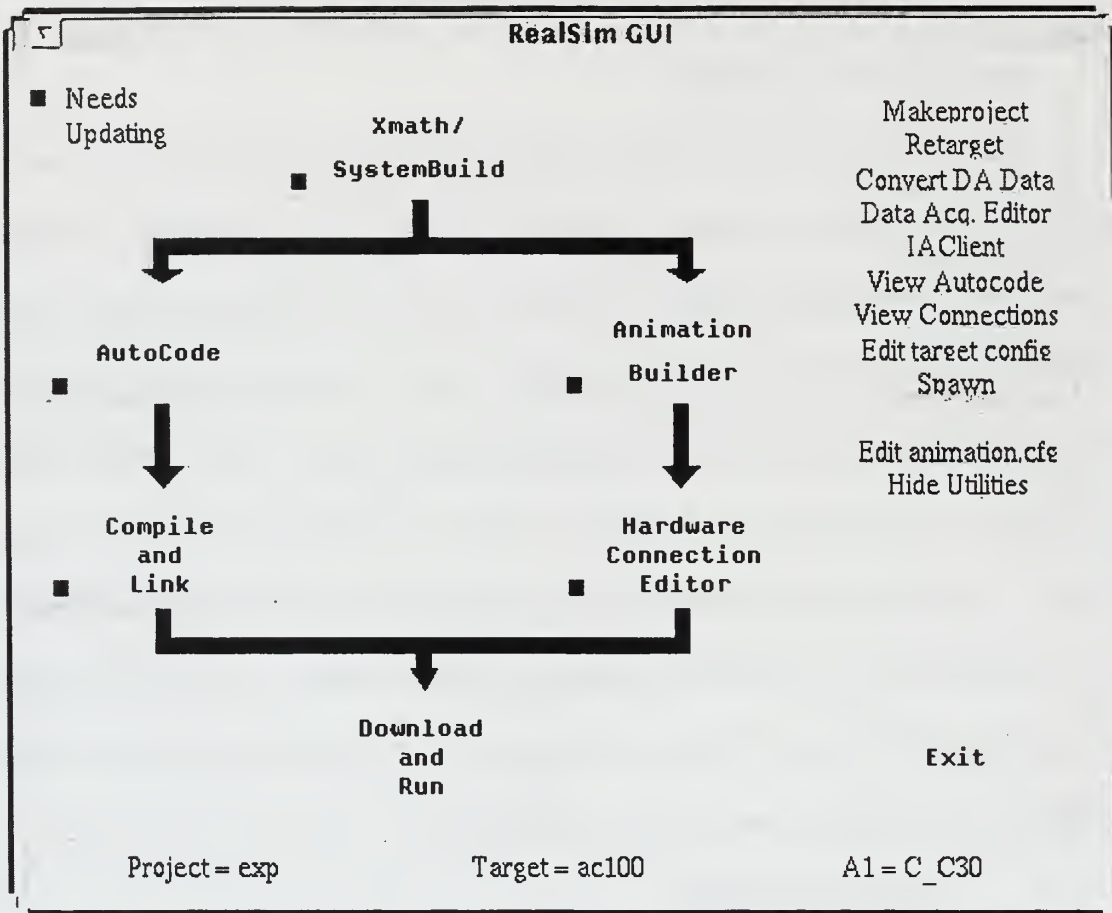 RealSim GUI
Needs
Updating
Xmath/
SystemBuild
Makeproject
Retarget
Convert DA Data
Data Acq. Editor
IAClient
View Autocode
View Connections
Edit target config
Spawn
Edit animation.cfg
Hide Utilities
AutoCode
Animation
Builder
Compile
and
Link
Hardware
Connection
Editor
Download
and
Run
Exit
Project = exp
Target = ac100
A1 = C_C30